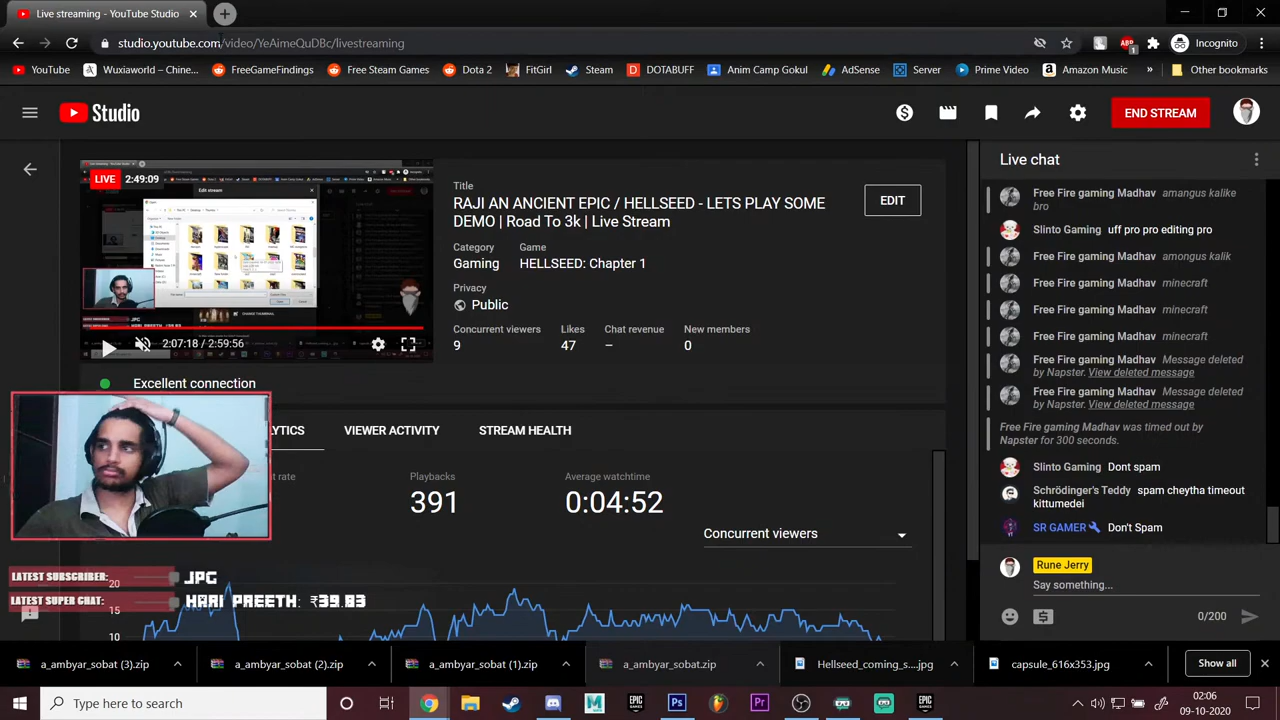 Live streaming - YouTube Studio
studio.youtube.com/video/YeAimeQuDBc/livestreaming
Incognito
YouTube
Wuxiaworld – Chine...
FreeGameFindings
Free Steam Games
Dota 2
FitGirl
Steam
DOTABUFF
Anim Camp Gokul
AdSense
Server
Prime Video
Amazon Music
»
Other bookmarks
Studio
END STREAM
LIVE 2:49:09
Edit stream
2:07:18 / 2:59:56
Title
RAJI AN ANCIENT EPIC / HELLSEED - LETS PLAY SOME
DEMO | Road To 3k | Live Stream
EDIT
Category
Gaming
Game
HELLSEED: Chapter 1
Privacy
Public
Concurrent viewers
9
Likes
47
Chat revenue
–
New members
0
Excellent connection
LYTICS
VIEWER ACTIVITY
STREAM HEALTH
t rate
Playbacks
391
Average watchtime
0:04:52
Concurrent viewers
20
15
10
LATEST SUBSCRIBER:
JPG
LATEST SUPER CHAT:
HARI PREETH: ₹39.83
Live chat
Free Fire gaming Madhav amangus kalike
bro
Slinto Gaming uff pro pro editing pro
Free Fire gaming Madhav amangus kalik
Free Fire gaming Madhav minecraft
Free Fire gaming Madhav minecraft
Free Fire gaming Madhav minecraft
Free Fire gaming Madhav Message deleted
by Napster. View deleted message
Free Fire gaming Madhav Message deleted
by Napster. View deleted message
Free Fire gaming Madhav was timed out by
Napster for 300 seconds.
Slinto Gaming Dont spam
Schrödinger's Teddy spam cheytha timeout
kittumedei
SR GAMER Don't Spam
Rune Jerry
Say something...
0/200
a_ambyar_sobat (3).zip
a_ambyar_sobat (2).zip
a_ambyar_sobat (1).zip
a_ambyar_sobat.zip
Hellseed_coming_s....jpg
capsule_616x353.jpg
Show all
Type here to search
02:06
09-10-2020